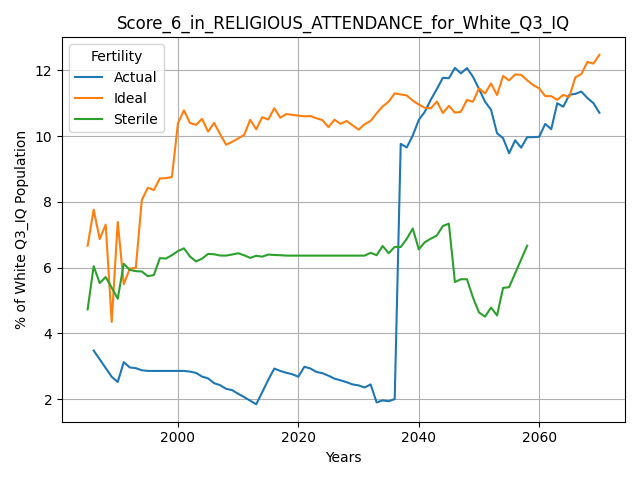 Score_6_in_RELIGIOUS_ATTENDANCE_for_White_Q3_IQ
Fertility
Actual
Ideal
Sterile
% of White Q3_IQ Population
12
10
8
6
4
2
2000
2020
2040
2060
Years